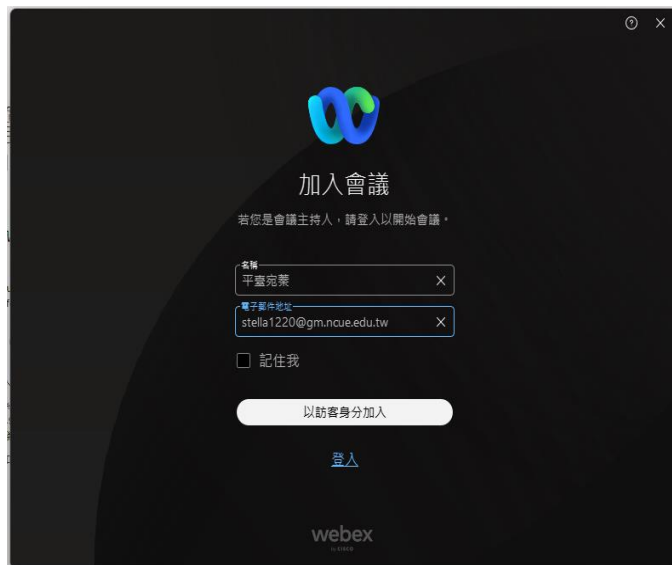 加入會議
若您是會議主持人，請登入以開始會議。
名稱
平臺宛蓁
電子郵件地址
stella1220@gm.ncue.edu.tw
記住我
以訪客身分加入
登入
webex
by CISCO